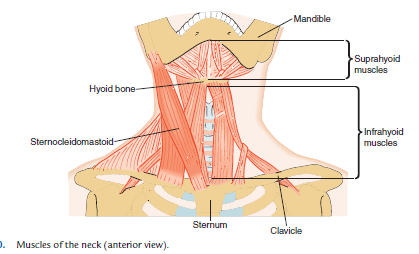 Mandible
Suprahyoid
muscles
Hyoid bone
Infrahyoid
muscles
Sternocleidomastoid
Sternum
Clavicle
). Muscles of the neck (anterior view).